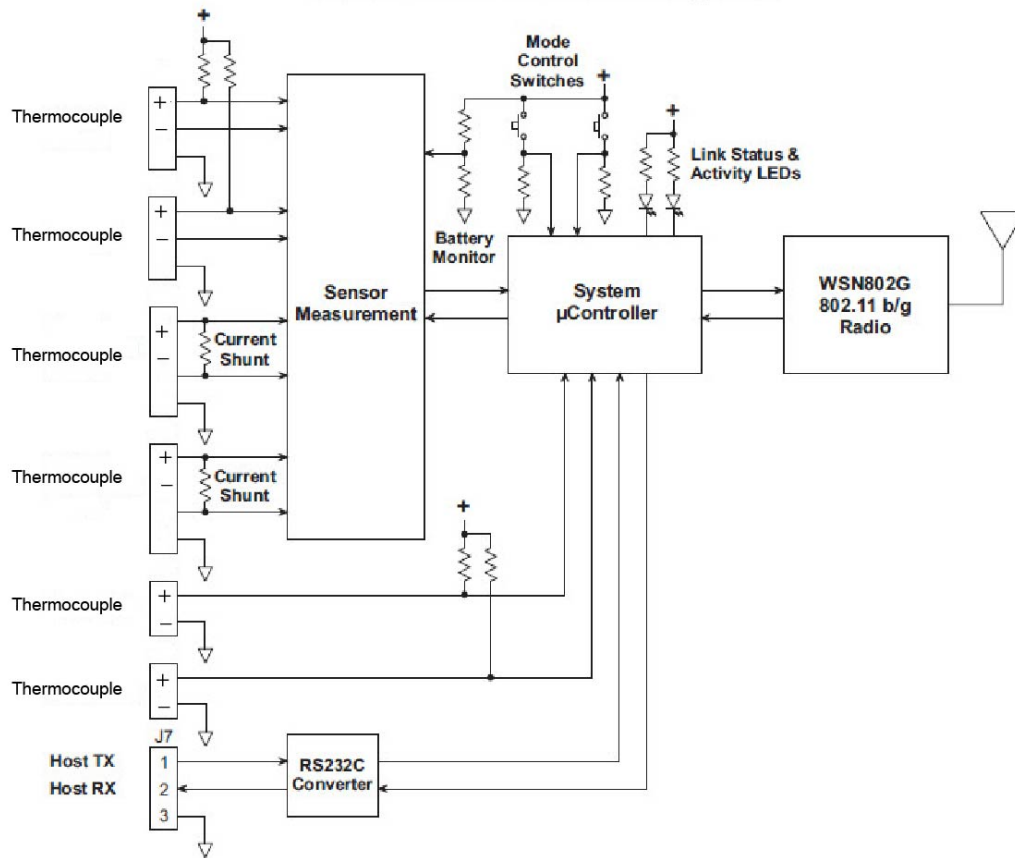 +
Mode
Control
Switches
+
+
Thermocouple
+
−
Link Status &
Activity LEDs
Thermocouple
+
−
Battery
Monitor
Sensor
Measurement
System
µController
WSN802G
802.11 b/g
Radio
Thermocouple
+
−
Current
Shunt
Thermocouple
+
−
Current
Shunt
+
Thermocouple
+
−
Thermocouple
+
−
J7
Host TX
1
Host RX
2
3
RS232C
Converter